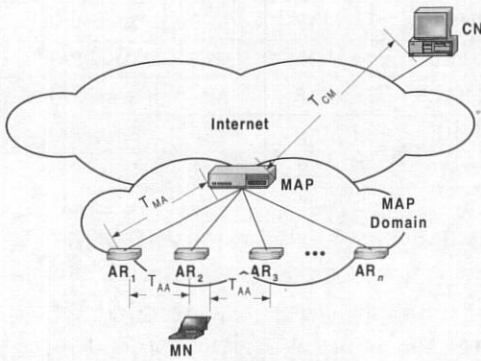 CN
T_CM
Internet
MAP
T_MA
MAP
Domain
AR_1
AR_2
AR_3
•••
AR_n
T_AA
T_AA
MN